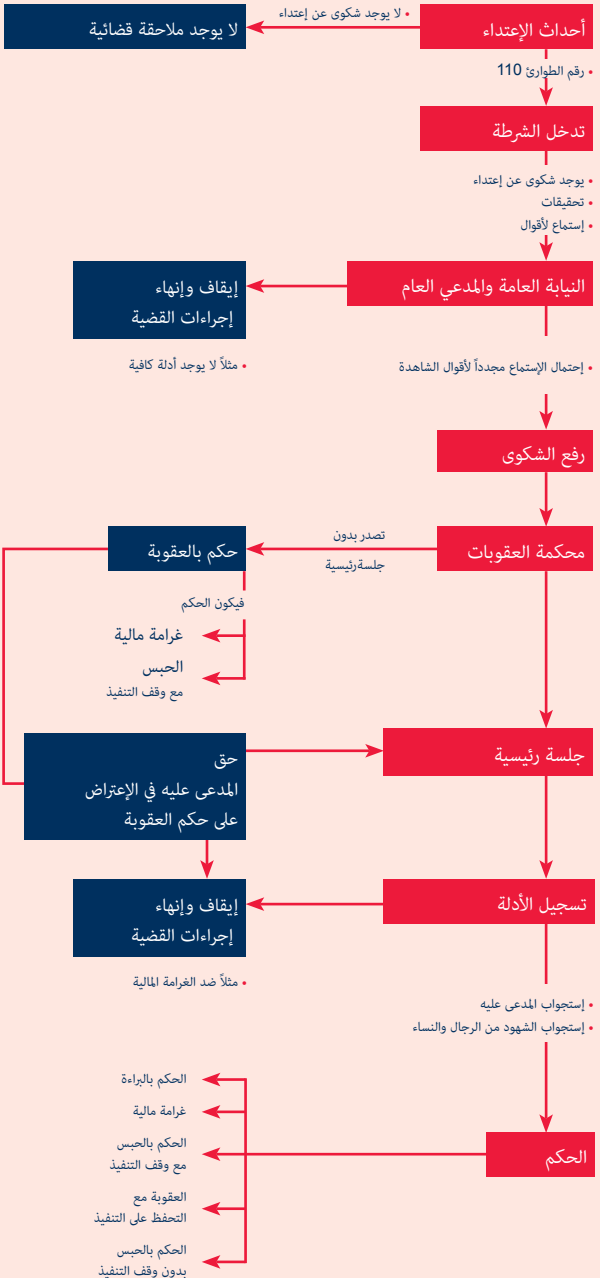 أحداث الإعتداء
• لا يوجد شكوى عن إعتداء
لا يوجد ملاحقة قضائية
• رقم الطوارئ 110
تدخل الشرطة
• يوجد شكوى عن إعتداء
• تحقيقات
• إستماع لأقوال
النيابة العامة والمدعي العام
إيقاف وإنهاء
إجراءات القضية
• مثلاً لا يوجد أدلة كافية
• إحتمال الإستماع مجدداً لأقوال الشاهدة
رفع الشكوى
محكمة العقوبات
تصدر بدون
جلسةرئيسية
حكم بالعقوبة
فيكون الحكم
غرامة مالية
الحبس
مع وقف التنفيذ
جلسة رئيسية
حق
المدعى عليه في الإعتراض
على حكم العقوبة
تسجيل الأدلة
إيقاف وإنهاء
إجراءات القضية
• مثلاً ضد الغرامة المالية
• إستجواب المدعى عليه
• إستجواب الشهود من الرجال والنساء
الحكم
الحكم بالبراءة
غرامة مالية
الحكم بالحبس
مع وقف التنفيذ
العقوبة مع
التحفظ على التنفيذ
الحكم بالحبس
بدون وقف التنفيذ